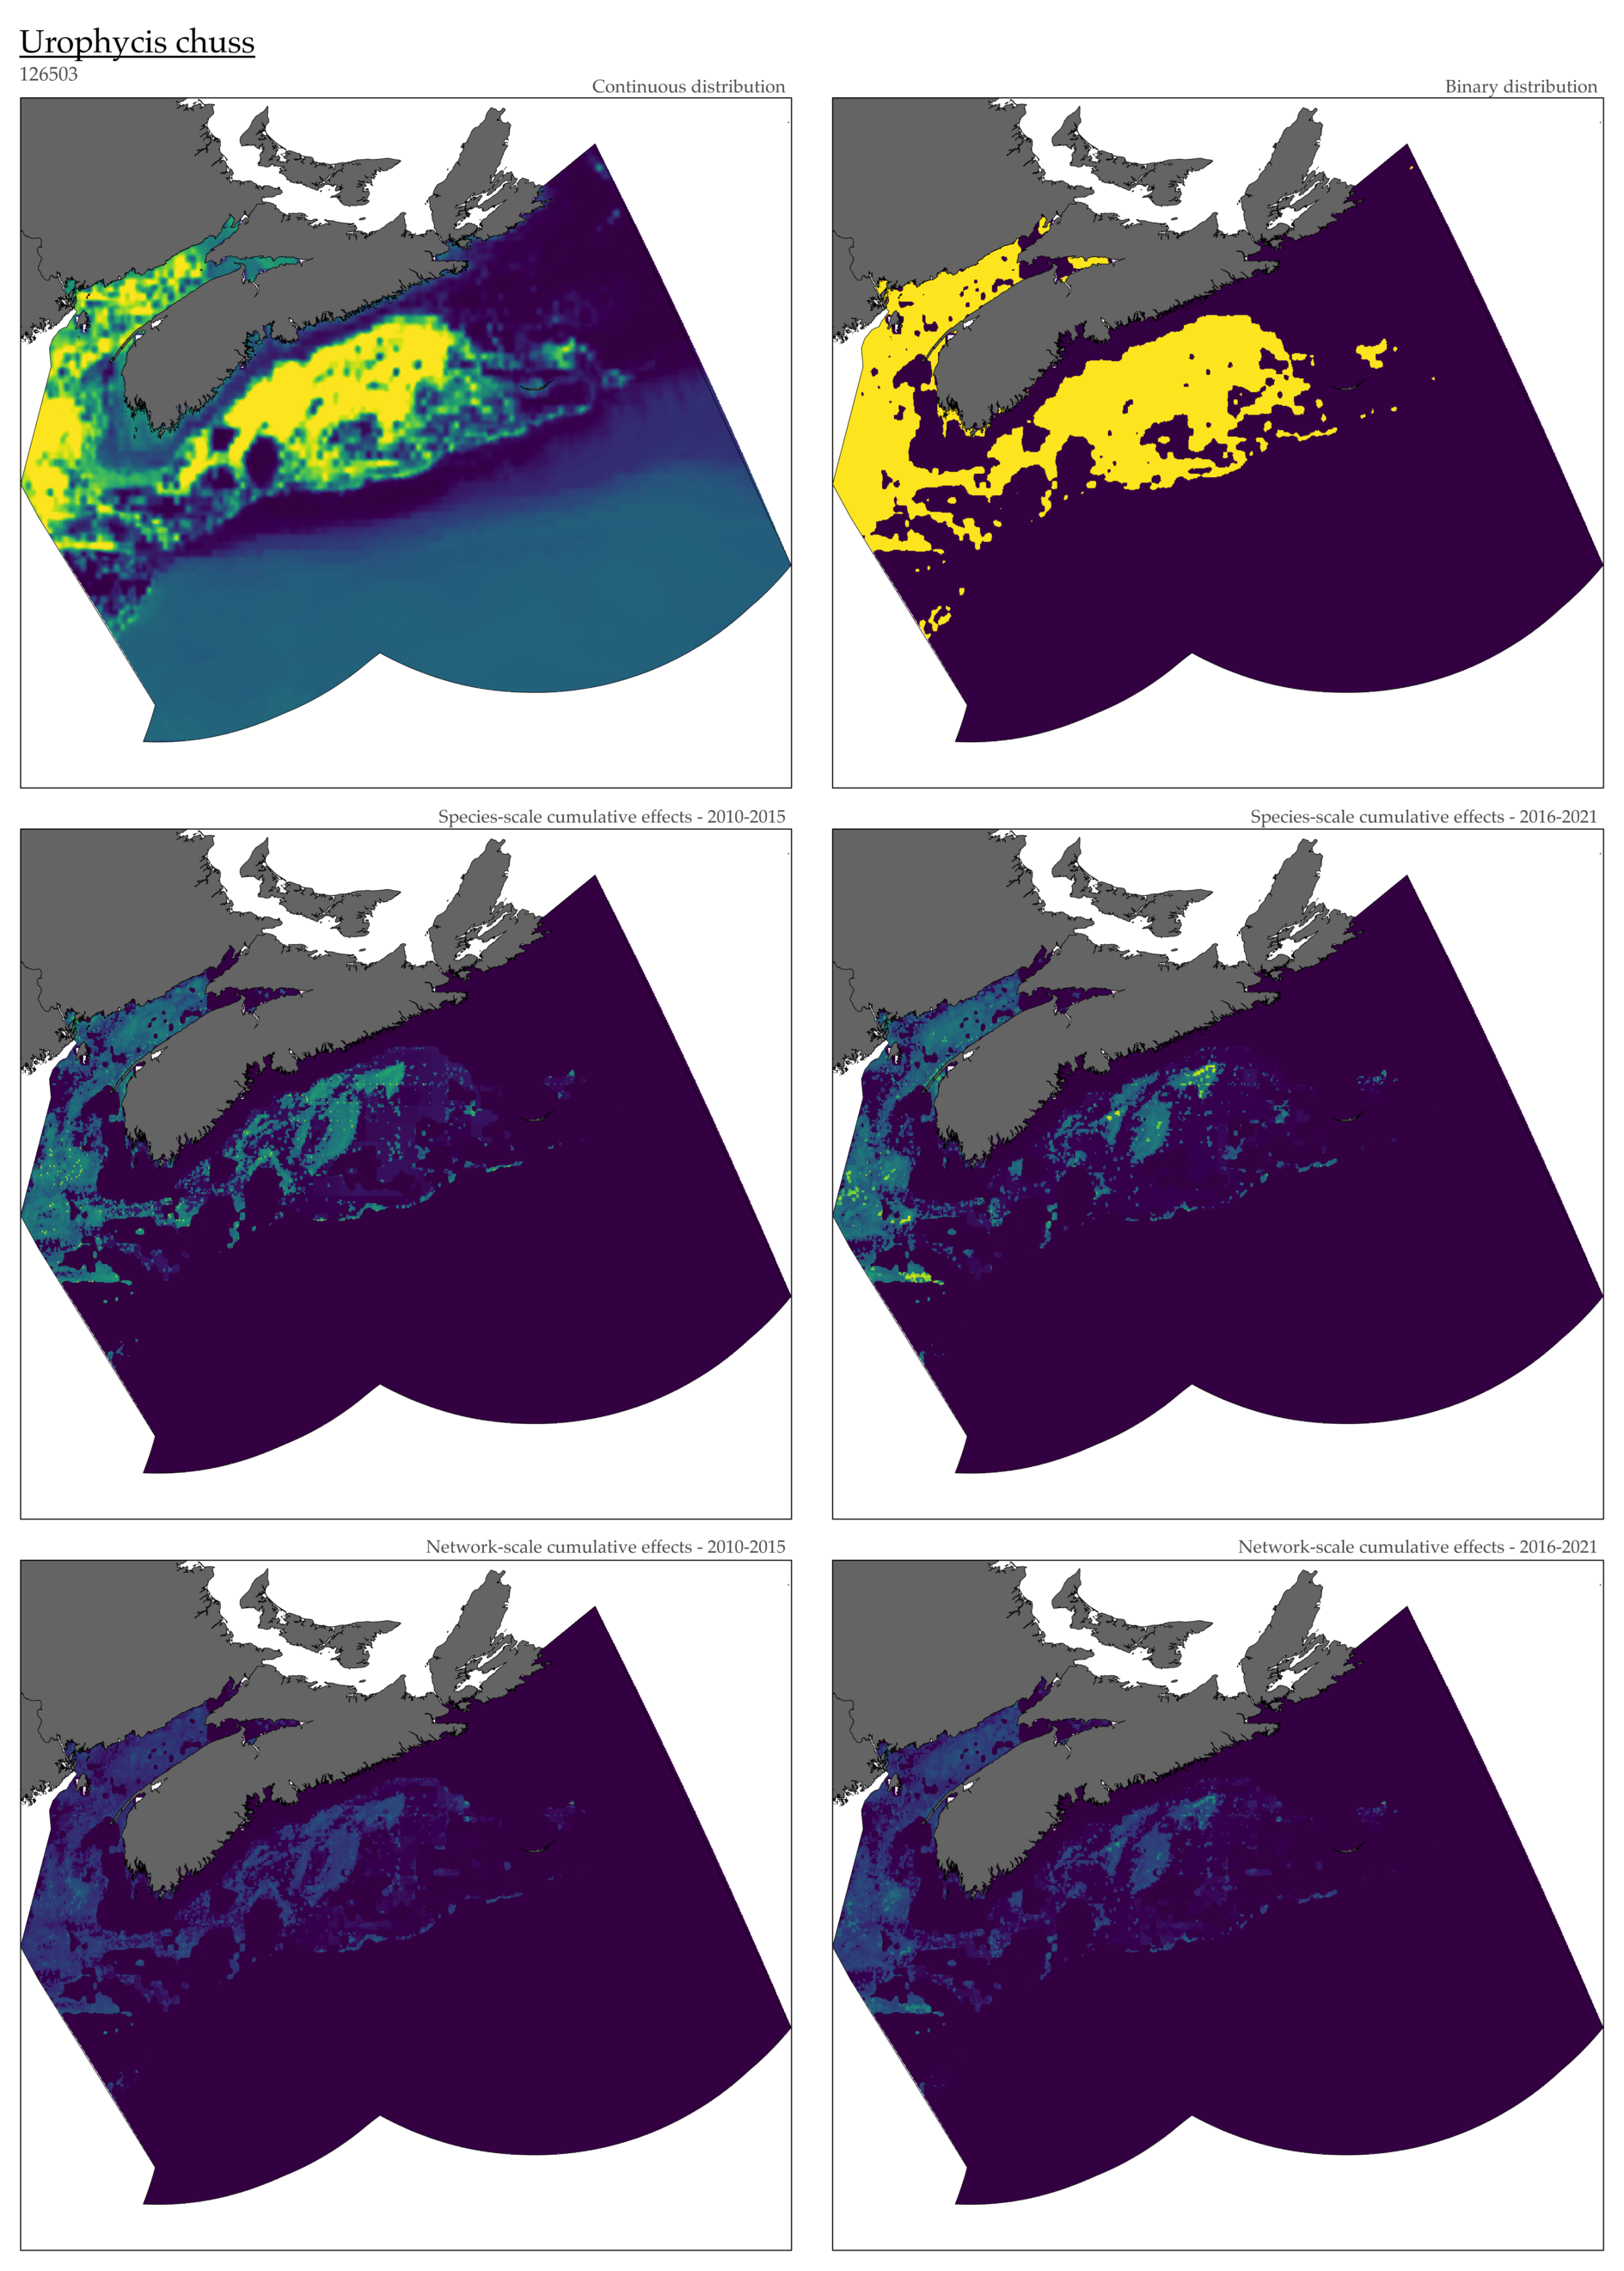 Urophycis chuss
126503
Continuous distribution
Binary distribution
Species-scale cumulative effects - 2010-2015
Species-scale cumulative effects - 2016-2021
Network-scale cumulative effects - 2010-2015
Network-scale cumulative effects - 2016-2021